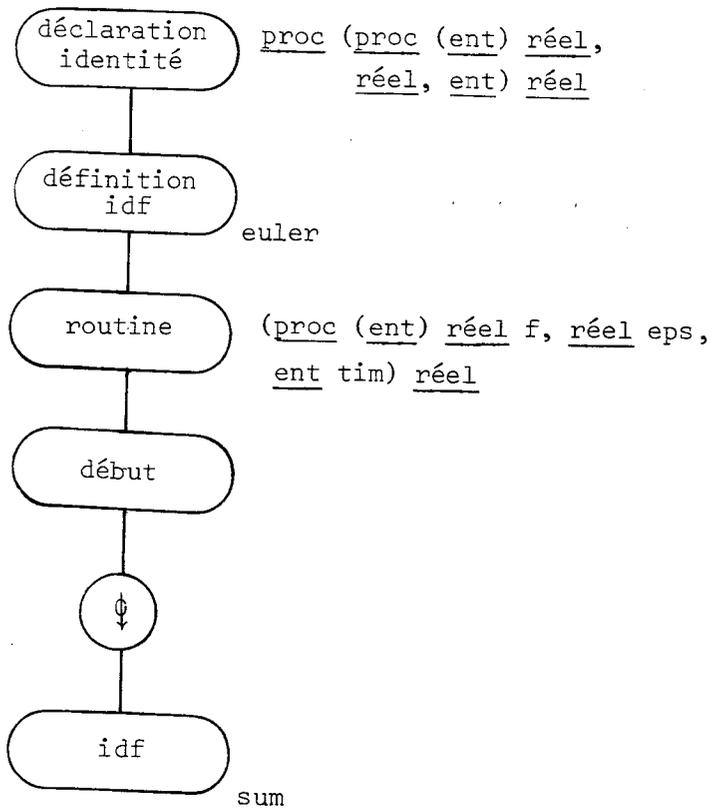 déclaration
identité
proc (proc (ent) réel,
réel, ent) réel
définition
idf
euler
routine
(proc (ent) réel f, réel eps,
ent tim) réel
début
idf
sum